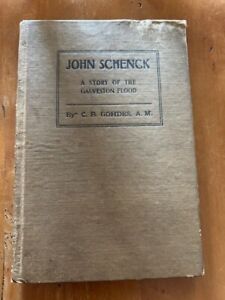 JOHN SCHENCK
A STORY OF THE
GALVESTON FLOOD
By C. B. GOHDES, A. M.